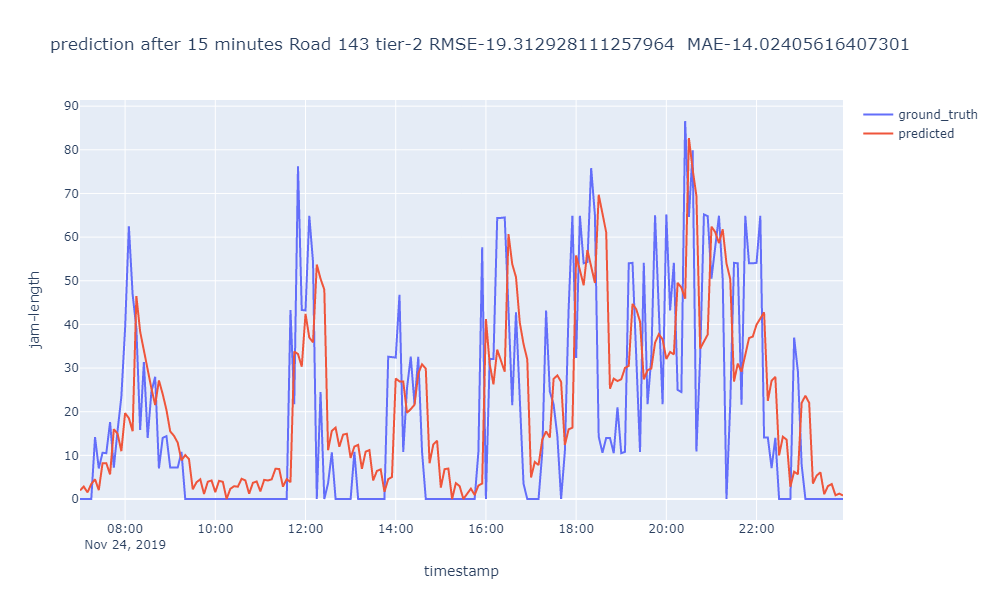 prediction after 15 minutes Road 143 tier-2 RMSE-19.312928111257964  MAE-14.02405616407301
ground_truth
predicted
jam-length
90
80
70
60
50
40
30
20
10
0
08:00 10:00 12:00 14:00 16:00 18:00 20:00 22:00
Nov 24, 2019
timestamp